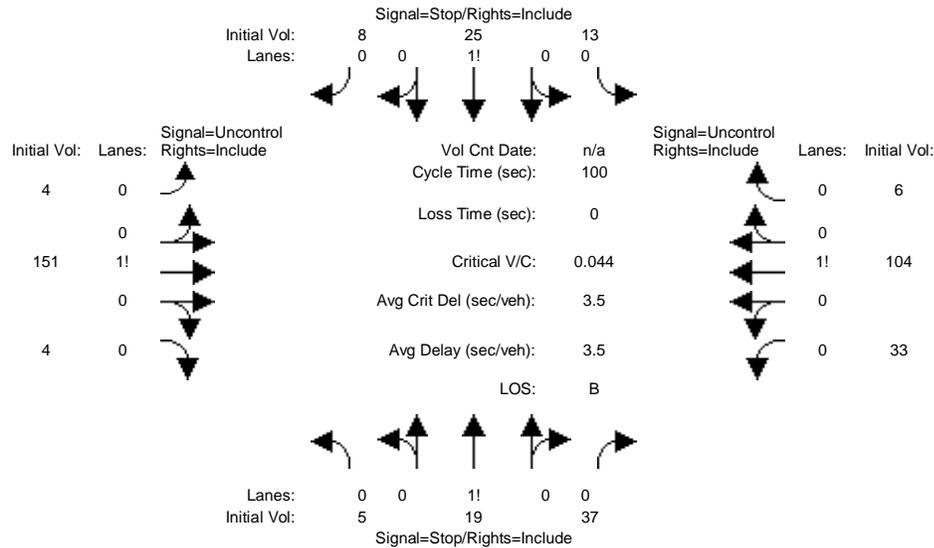 Signal=Stop/Rights=Include
Initial Vol: 8 25 13
Lanes: 0 0 1! 0 0
Signal=Uncontrol
Initial Vol: Lanes: Rights=Include
Vol Cnt Date: n/a
Signal=Uncontrol
Rights=Include Lanes: Initial Vol:
Cycle Time (sec): 100
4 0
0 6
Loss Time (sec): 0
0
0
151 1!
Critical V/C: 0.044
1! 104
0
Avg Crit Del (sec/veh): 3.5
0
4 0
Avg Delay (sec/veh): 3.5
0 33
LOS: B
Lanes: 0 0 1! 0 0
Initial Vol: 5 19 37
Signal=Stop/Rights=Include